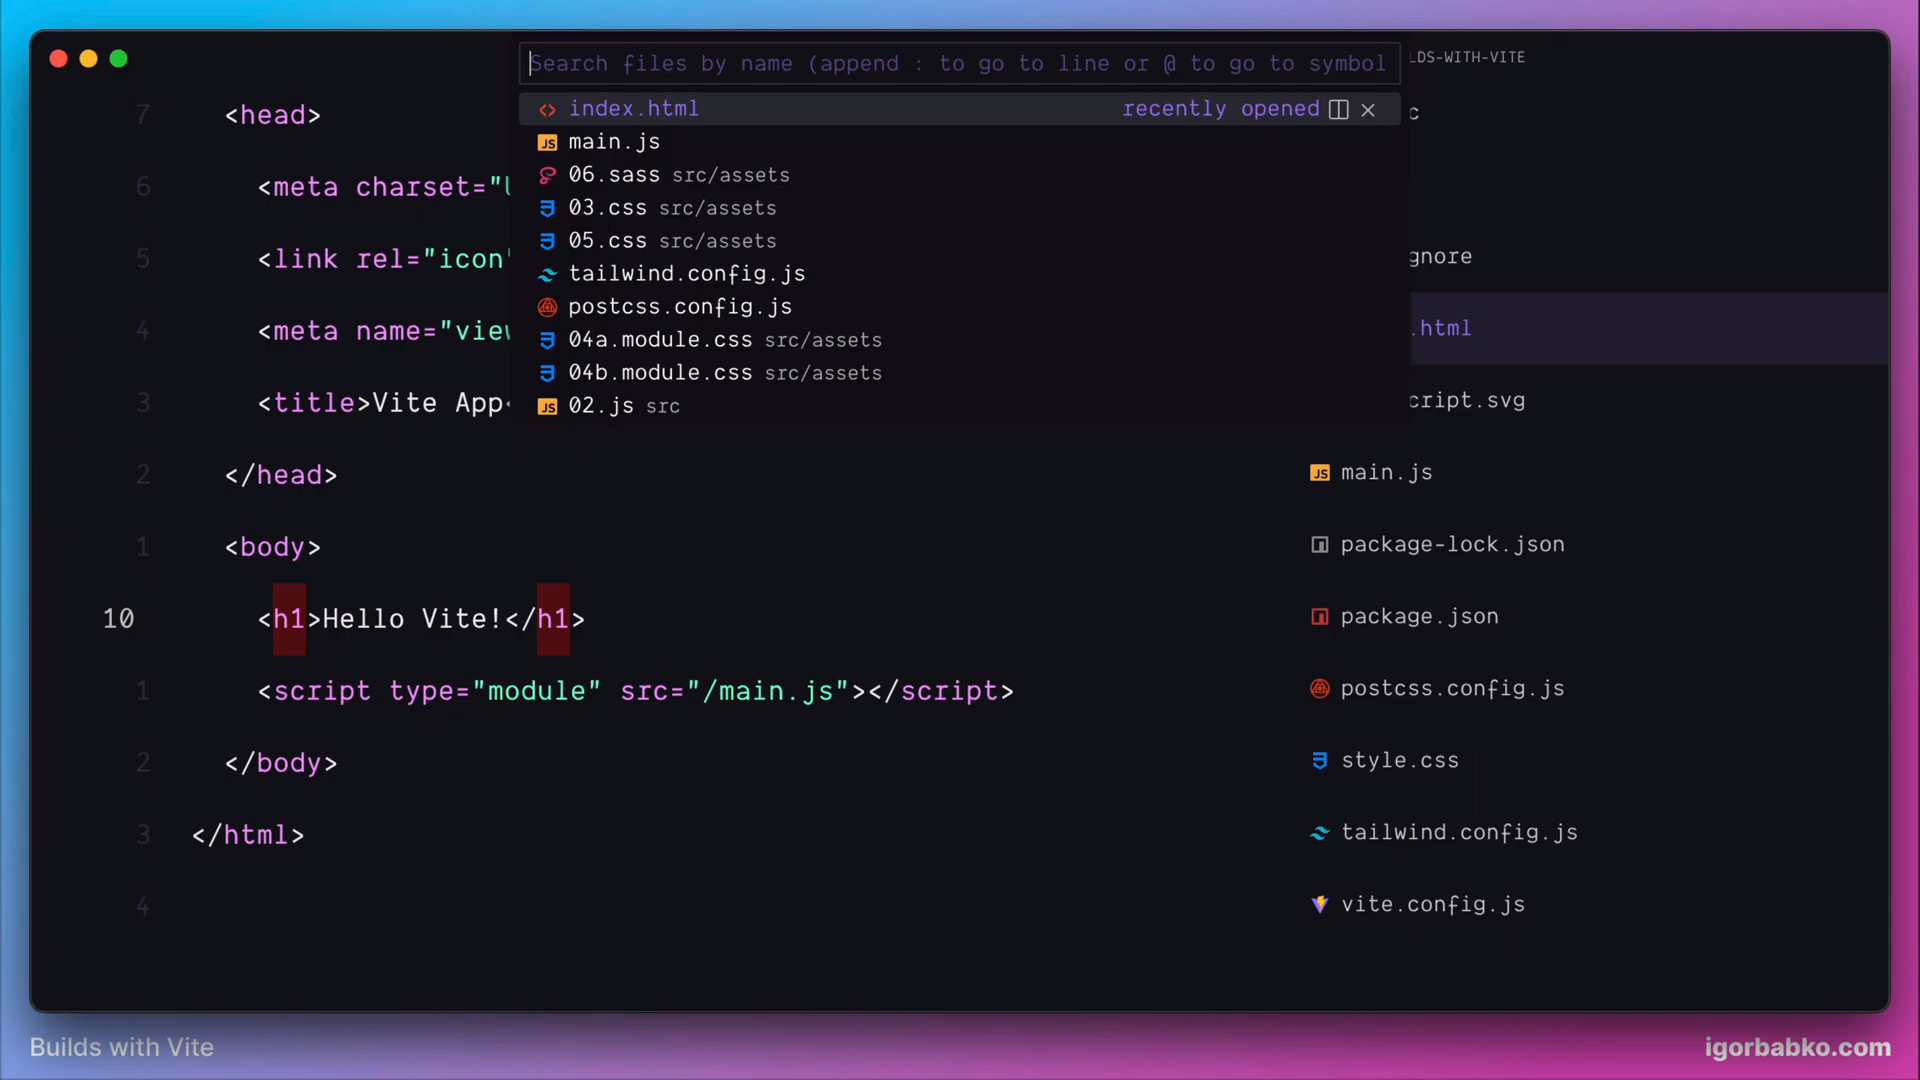 Search files by name (append : to go to line or @ to go to symbol
index.html recently opened
main.js
06.sass src/assets
03.css src/assets
05.css src/assets
tailwind.config.js
postcss.config.js
04a.module.css src/assets
04b.module.css src/assets
02.js src
7 <head>
6 <meta charset="
5 <link rel="icon"
4 <meta name="view
3 <title>Vite App<
2 </head>
1 <body>
10 <h1>Hello Vite!</h1>
1 <script type="module" src="/main.js"></script>
2 </body>
3 </html>
4
LDS-WITH-VITE
c
gnore
.html
cript.svg
main.js
package-lock.json
package.json
postcss.config.js
style.css
tailwind.config.js
vite.config.js
Builds with Vite
igorbabko.com